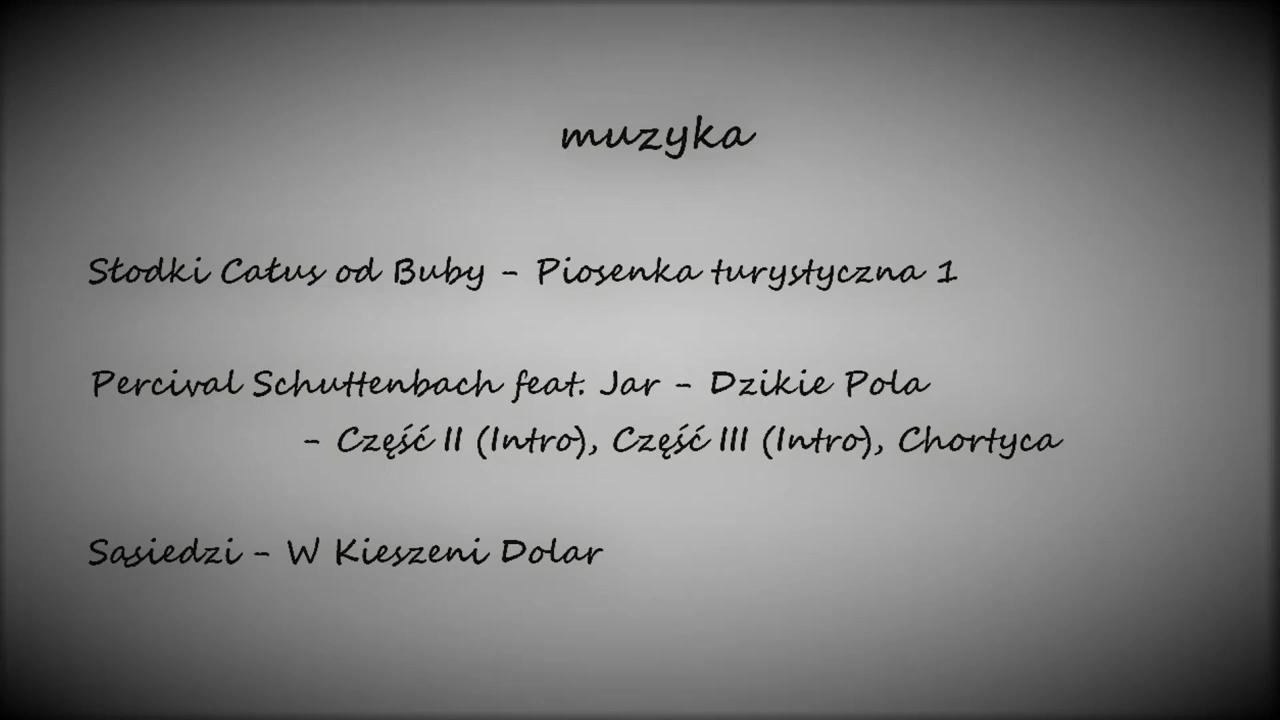 muzyka
Słodki Całus od Buby - Piosenka turystyczna 1
Percival Schuttenbach feat. Jar - Dzikie Pola
- Część II (Intro), Część III (Intro), Chortyca
Sąsiedzi - W Kieszeni Dolar